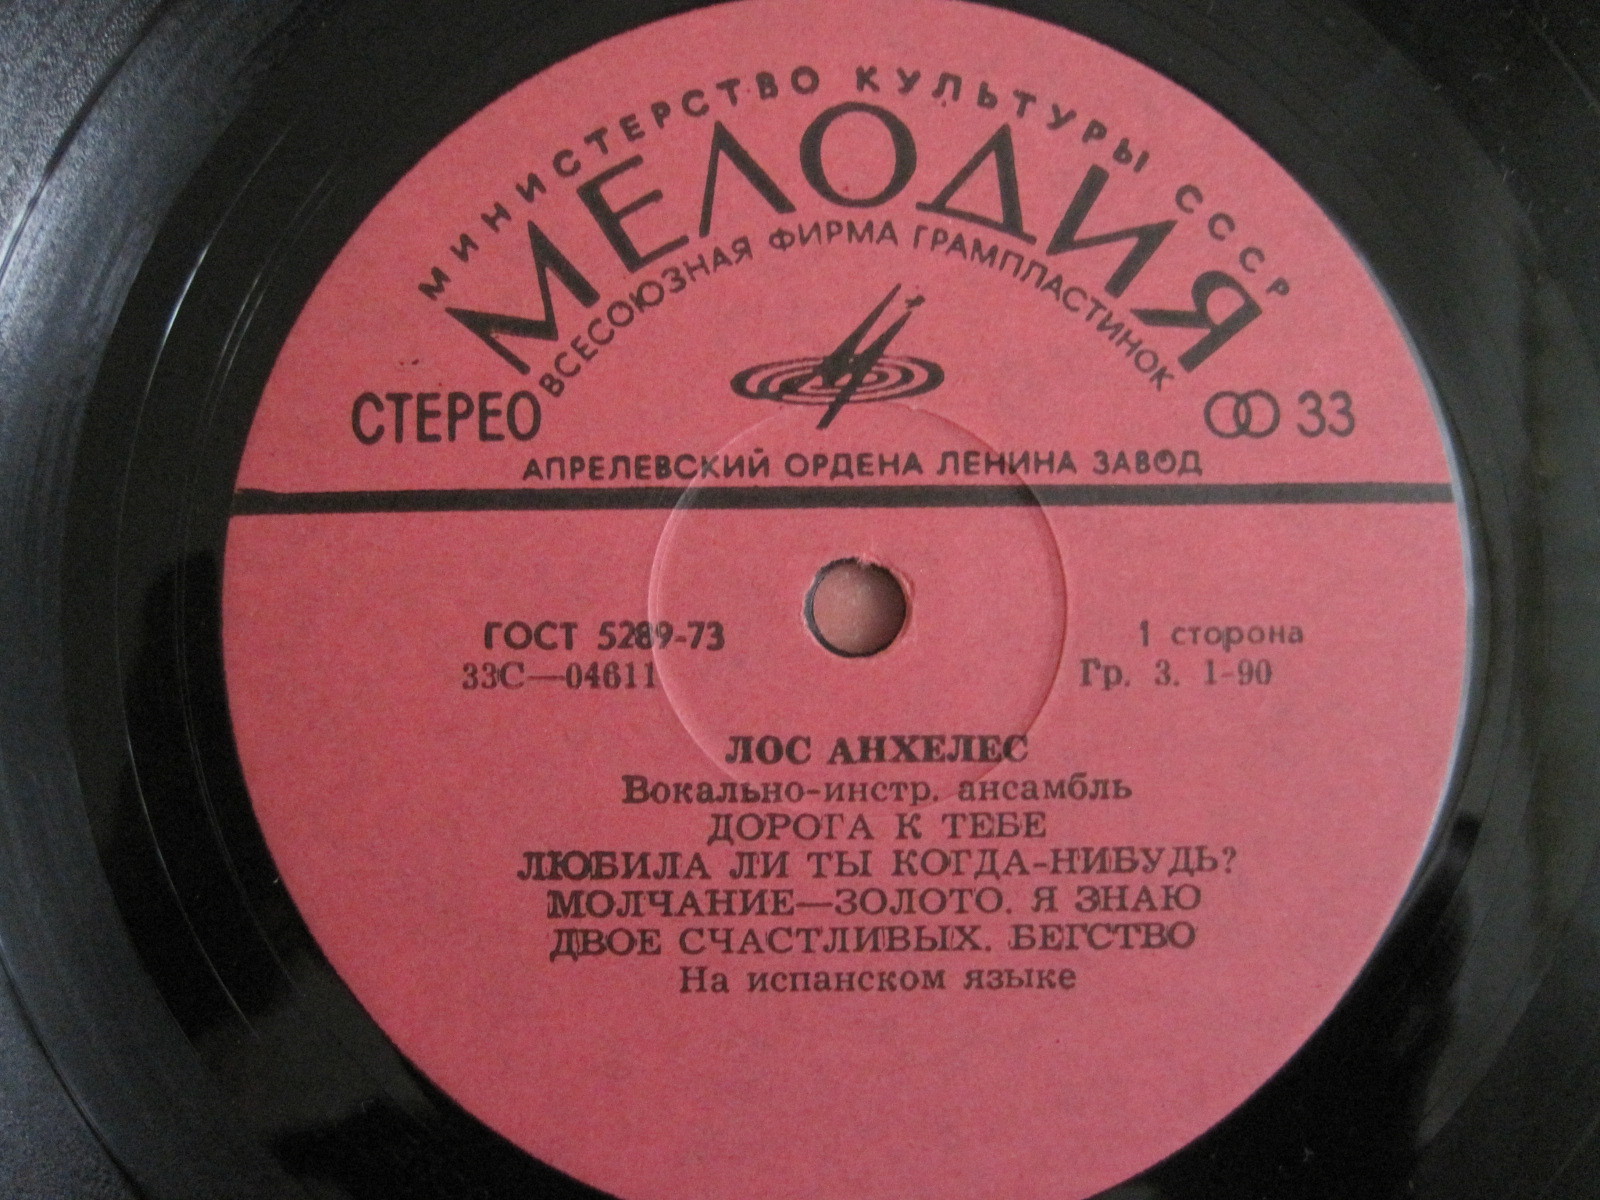 МИНИСТЕРСТВО КУЛЬТУРЫ СССР
МЕЛОДИЯ
ВСЕСОЮЗНАЯ ФИРМА ГРАМПЛАСТИНОК
СТЕРЕО
33
АПРЕЛЕВСКИЙ ОРДЕНА ЛЕНИНА ЗАВОД
ГОСТ 5289-73
1 сторона
33С—04611
Гр. 3. 1-90
ЛОС АНХЕЛЕС
Вокально-инстр. ансамбль
ДОРОГА К ТЕБЕ
ЛЮБИЛА ЛИ ТЫ КОГДА-НИБУДЬ?
МОЛЧАНИЕ—ЗОЛОТО. Я ЗНАЮ
ДВОЕ СЧАСТЛИВЫХ. БЕГСТВО
На испанском языке